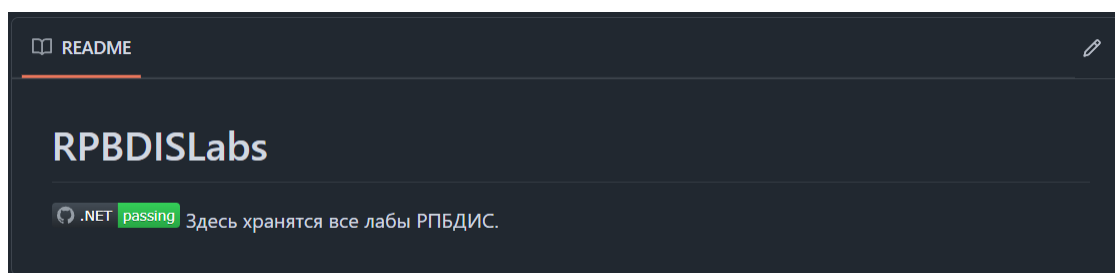 README
RPBDISLabs
.NET passing Здесь хранятся все лабы РПБДИС.